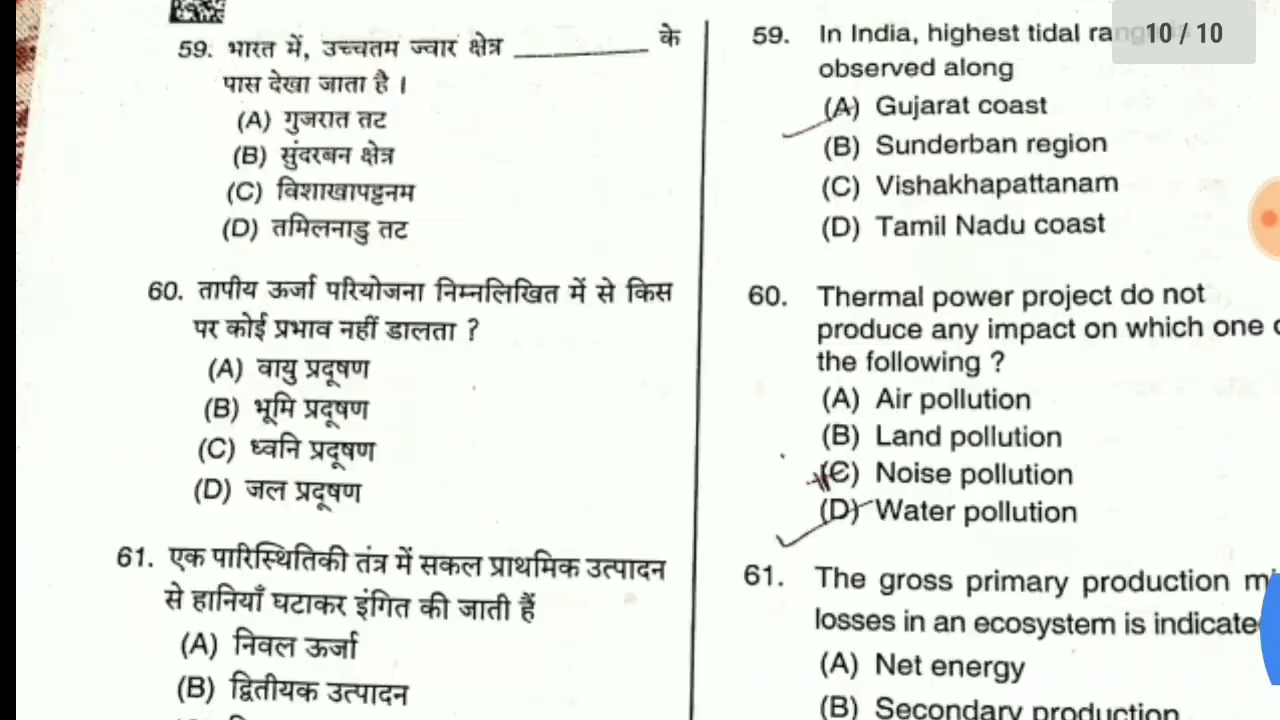 59. भारत में, उच्चतम ज्वार क्षेत्र __________ के
पास देखा जाता है ।
(A) गुजरात तट
(B) सुंदरबन क्षेत्र
(C) विशाखापट्टनम
(D) तमिलनाडु तट
60. तापीय ऊर्जा परियोजना निम्नलिखित में से किस
पर कोई प्रभाव नहीं डालता ?
(A) वायु प्रदूषण
(B) भूमि प्रदूषण
(C) ध्वनि प्रदूषण
(D) जल प्रदूषण
61. एक पारिस्थितिकी तंत्र में सकल प्राथमिक उत्पादन
से हानियाँ घटाकर इंगित की जाती हैं
(A) निवल ऊर्जा
(B) द्वितीयक उत्पादन
10 / 10
59. In India, highest tidal
observed along
(A) Gujarat coast
(B) Sunderban region
(C) Vishakhapattanam
(D) Tamil Nadu coast
60. Thermal power project do not
produce any impact on which one
the following ?
(A) Air pollution
(B) Land pollution
(C) Noise pollution
(D) Water pollution
61. The gross primary production
losses in an ecosystem is
(A) Net energy
(B) Secondary production